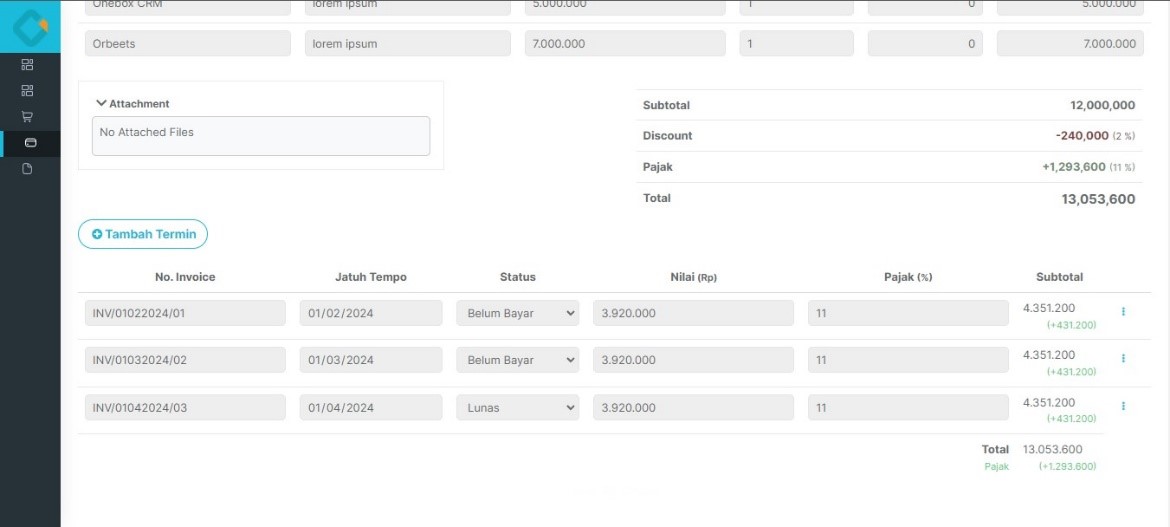 Onebox CRM lorem ipsum 5.000.000 1 0 5.000.000
Orbeets lorem ipsum 7.000.000 1 0 7.000.000
Attachment
No Attached Files
Subtotal 12,000,000
Discount -240,000 (2 %)
Pajak +1,293,600 (11 %)
Total 13,053,600
Tambah Termin
No. Invoice Jatuh Tempo Status Nilai (Rp) Pajak (%) Subtotal
INV/01022024/01 01/02/2024 Belum Bayar 3.920.000 11 4.351.200
(+431.200)
INV/01032024/02 01/03/2024 Belum Bayar 3.920.000 11 4.351.200
(+431.200)
INV/01042024/03 01/04/2024 Lunas 3.920.000 11 4.351.200
(+431.200)
Total 13.053.600
Pajak (+1.293.600)